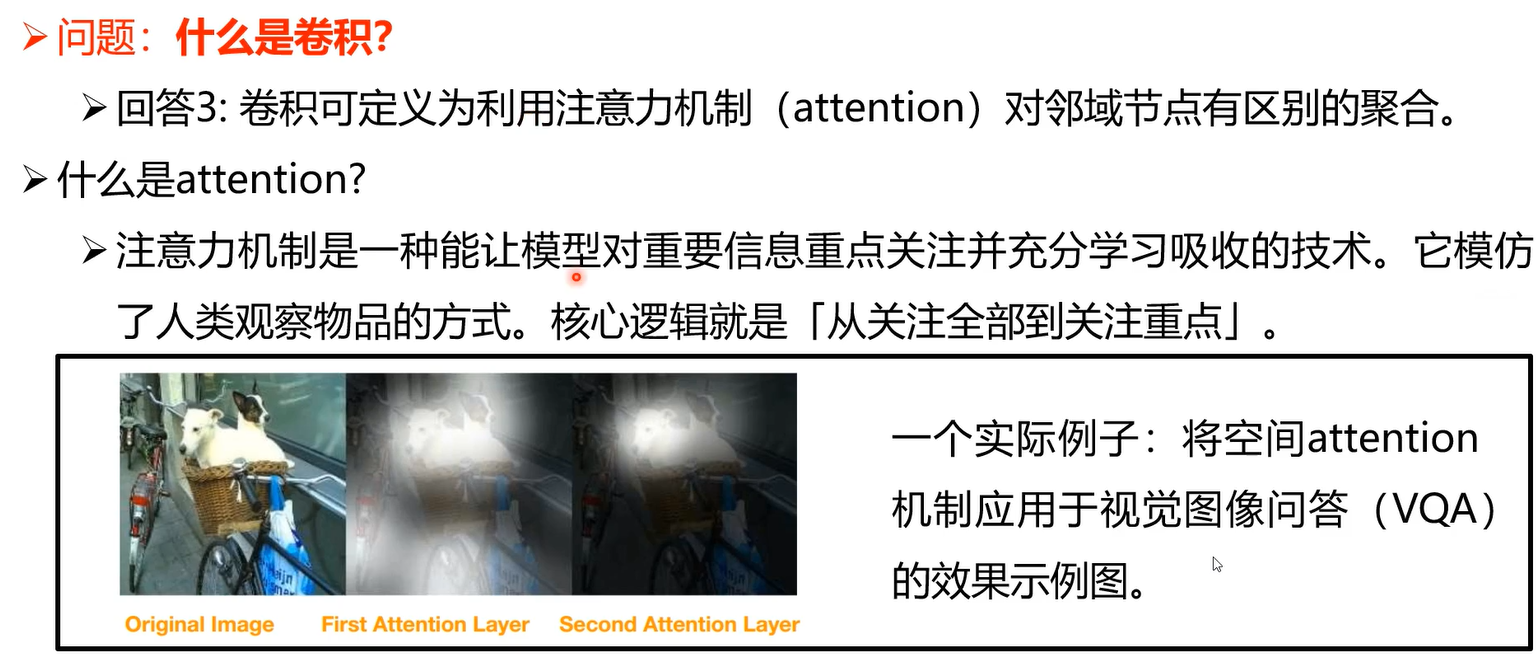 ➢问题：什么是卷积？
➢回答3: 卷积可定义为利用注意力机制（attention）对邻域节点有区别的聚合。
➢什么是attention?
➢注意力机制是一种能让模型对重要信息重点关注并充分学习吸收的技术。它模仿
了人类观察物品的方式。核心逻辑就是「从关注全部到关注重点」。
一个实际例子：将空间attention
机制应用于视觉图像问答（VQA）
的效果示例图。
Original Image
First Attention Layer
Second Attention Layer